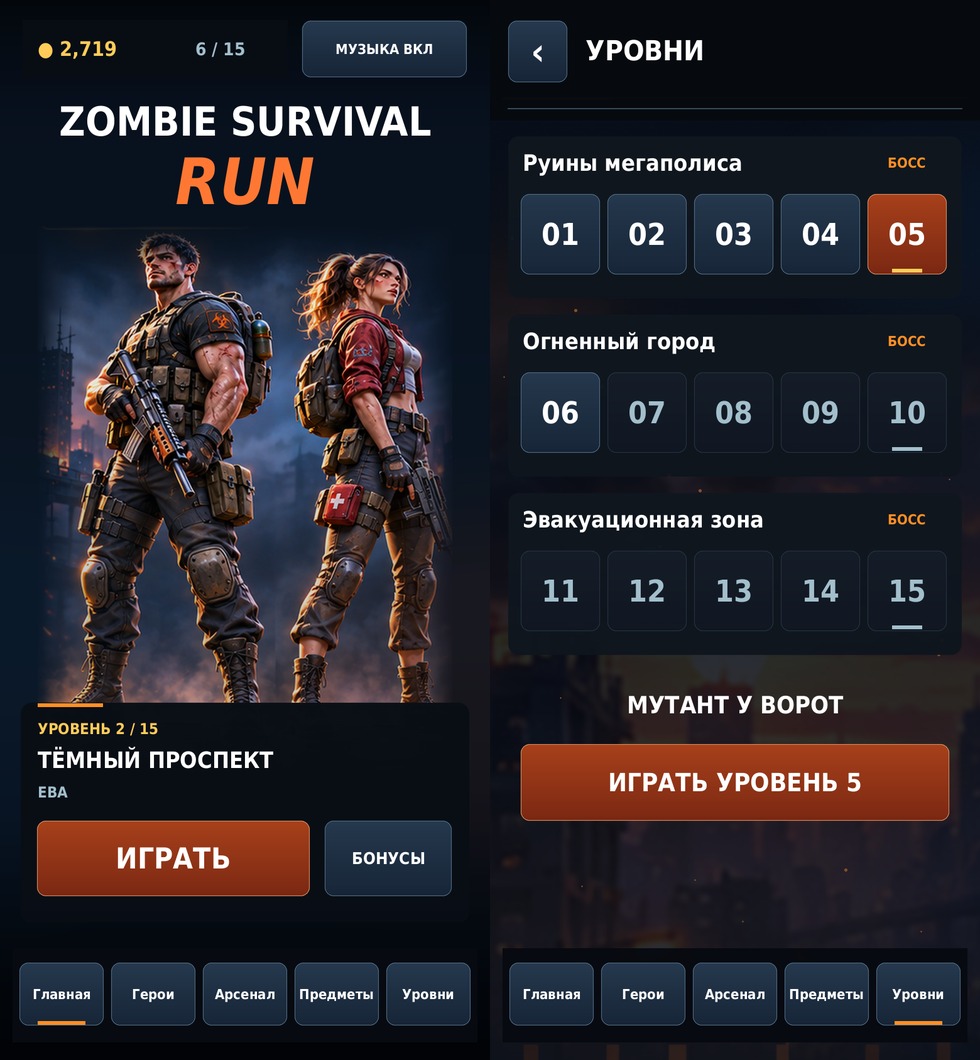 2,719
6 / 15
МУЗЫКА ВКЛ
ZOMBIE SURVIVAL
RUN
УРОВЕНЬ 2 / 15
ТЁМНЫЙ ПРОСПЕКТ
ЕВА
ИГРАТЬ
БОНУСЫ
Главная
Герои
Арсенал
Предметы
Уровни
‹
УРОВНИ
Руины мегаполиса
БОСС
01
02
03
04
05
Огненный город
БОСС
06
07
08
09
10
Эвакуационная зона
БОСС
11
12
13
14
15
МУТАНТ У ВОРОТ
ИГРАТЬ УРОВЕНЬ 5
Главная
Герои
Арсенал
Предметы
Уровни